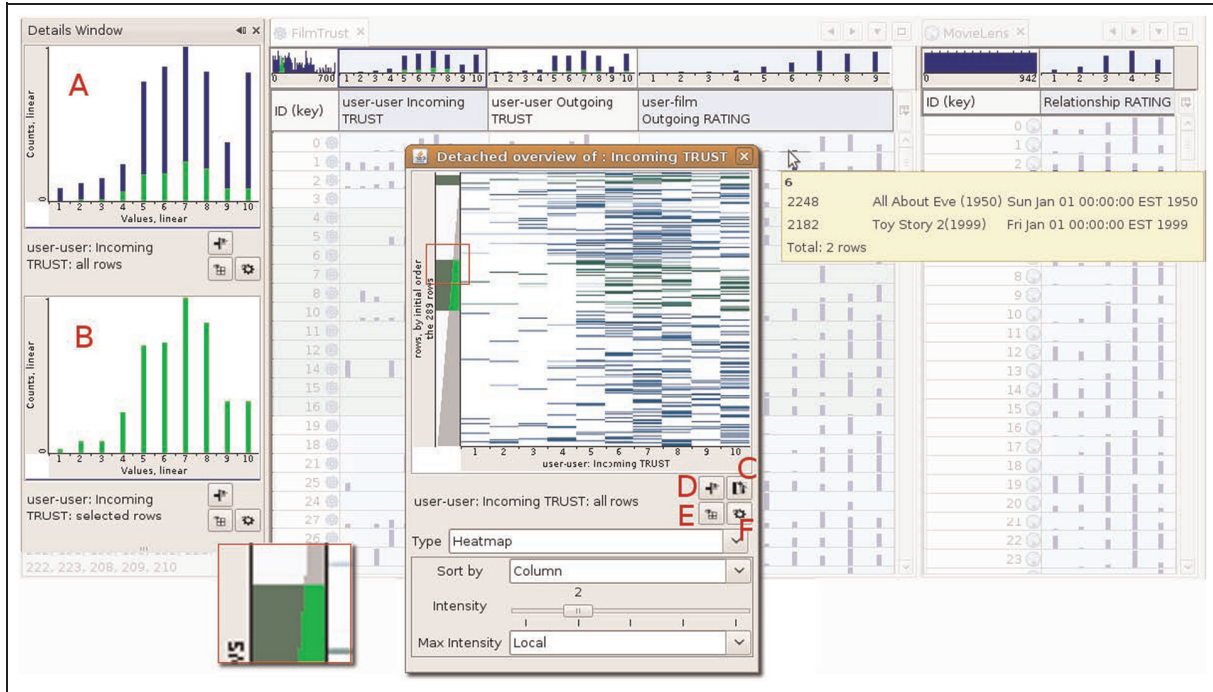 Details Window
A
Counts, linear
0
1 2 3 4 5 6 7 8 9 10
Values, linear
user-user: Incoming
TRUST: all rows
B
Counts, linear
0
1 2 3 4 5 6 7 8 9 10
Values, linear
user-user: Incoming
TRUST: selected rows
222, 223, 208, 209, 210
FilmTrust
0 700
1 2 3 4 5 6 7 8 9 10
1 2 3 4 5 6 7 8 9 10
1 2 3 4 5 6 7 8 9
ID (key)
user-user Incoming
TRUST
user-user Outgoing
TRUST
user-film
Outgoing RATING
0
1
2
3
4
5
6
7
8
10
11
12
14
15
16
19
18
21
25
24
27
26
Detached overview of : Incoming TRUST
rows, by initial order
the 289 rows
1 2 3 4 5 6 7 8 9 10
user-user: Incoming TRUST
C
D
user-user: Incoming TRUST: all rows
E
F
Type Heatmap
Sort by Column
2
Intensity
Max Intensity Local
MovieLens
0 942
1 2 3 4 5
ID (key)
Relationship RATING
0
1
2
6
2248 All About Eve (1950) Sun Jan 01 00:00:00 EST 1950
2182 Toy Story 2(1999) Fri Jan 01 00:00:00 EST 1999
Total: 2 rows
8
9
10
11
12
13
14
15
16
17
18
19
20
21
22
23